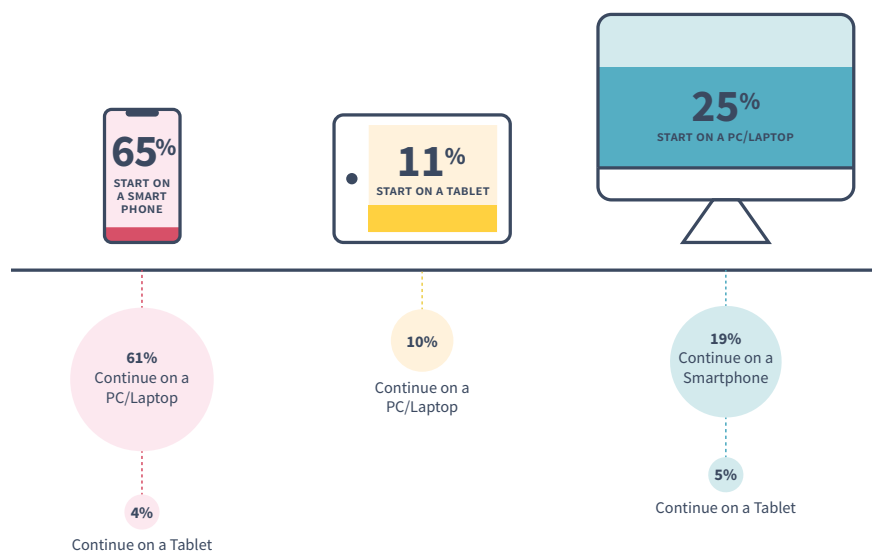 65%
START ON
A SMART
PHONE
11%
START ON A TABLET
25%
START ON A PC/LAPTOP
61%
Continue on a
PC/Laptop
4%
Continue on a Tablet
10%
Continue on a
PC/Laptop
19%
Continue on a
Smartphone
5%
Continue on a Tablet